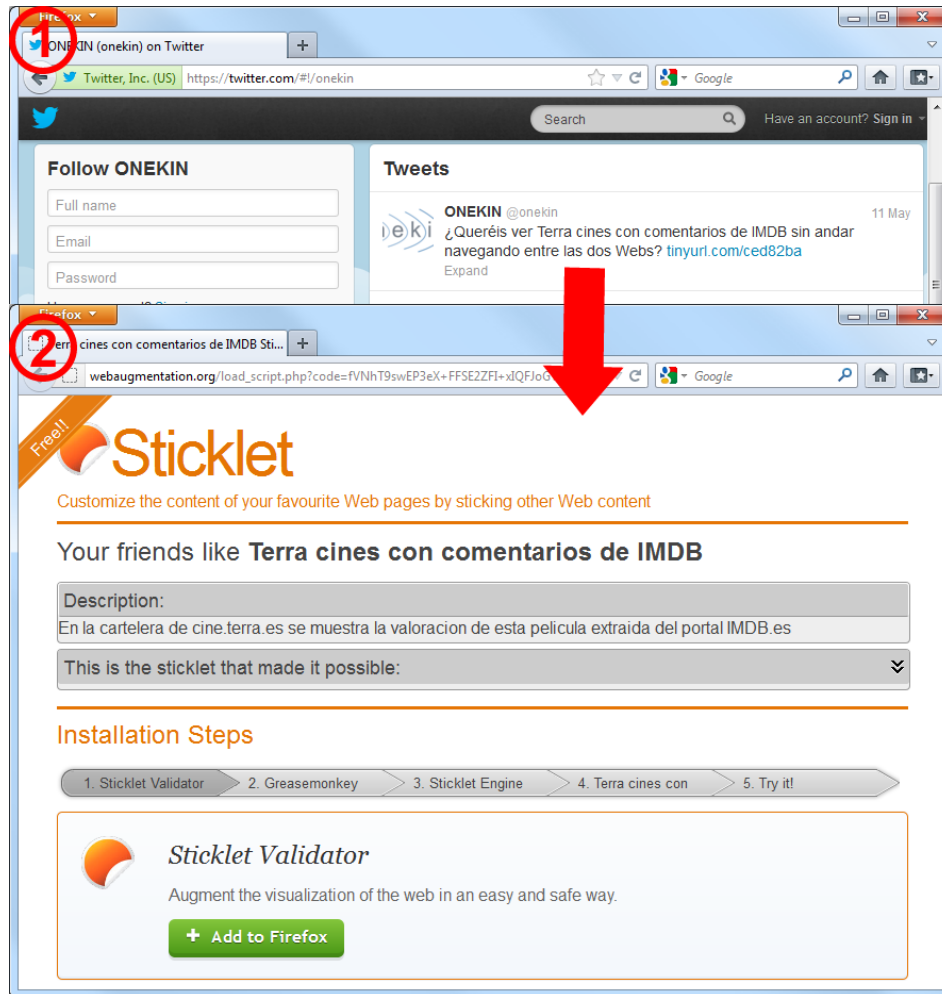 Firefox
1
ONEKIN (onekin) on Twitter
Twitter, Inc. (US) https://twitter.com/#!/onekin
Google
Search
Have an account? Sign in
Follow ONEKIN
Full name
Email
Password
Tweets
ONEKIN @onekin
11 May
¿Queréis ver Terra cines con comentarios de IMDB sin andar
navegando entre las dos Webs? tinyurl.com/ced82ba
Expand
Firefox
2
Terra cines con comentarios de IMDB Sti...
webaugmentation.org/load_script.php?code=fVNhT9swEP3eX+FFSE2ZFI+xIQFJoG
Google
Free!!
Sticklet
Customize the content of your favourite Web pages by sticking other Web content
Your friends like Terra cines con comentarios de IMDB
Description:
En la cartelera de cine.terra.es se muestra la valoracion de esta pelicula extraida del portal IMDB.es
This is the sticklet that made it possible:
Installation Steps
1. Sticklet Validator
2. Greasemonkey
3. Sticklet Engine
4. Terra cines con
5. Try it!
Sticklet Validator
Augment the visualization of the web in an easy and safe way.
+ Add to Firefox